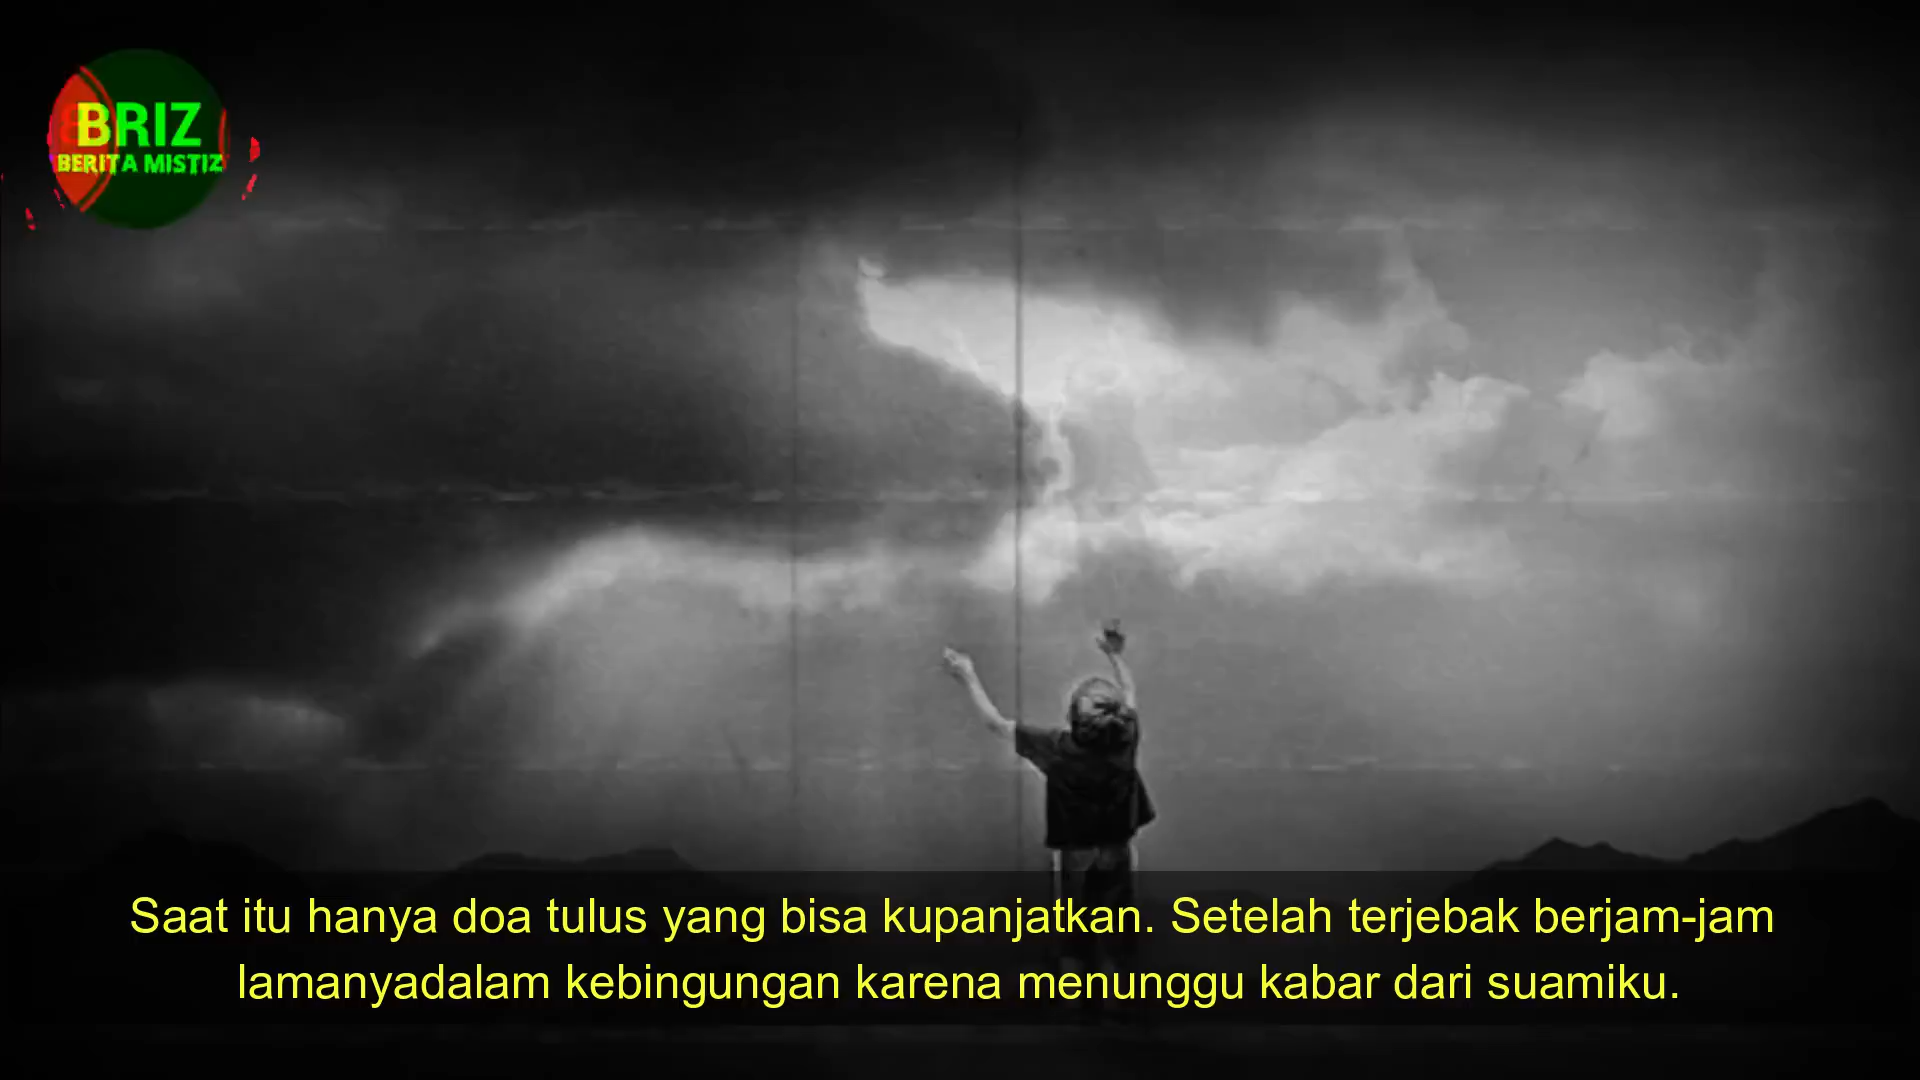 BRIZ
BERITA MISTIZ
Saat itu hanya doa tulus yang bisa kupanjatkan. Setelah terjebak berjam-jam
lamanyadalam kebingungan karena menunggu kabar dari suamiku.